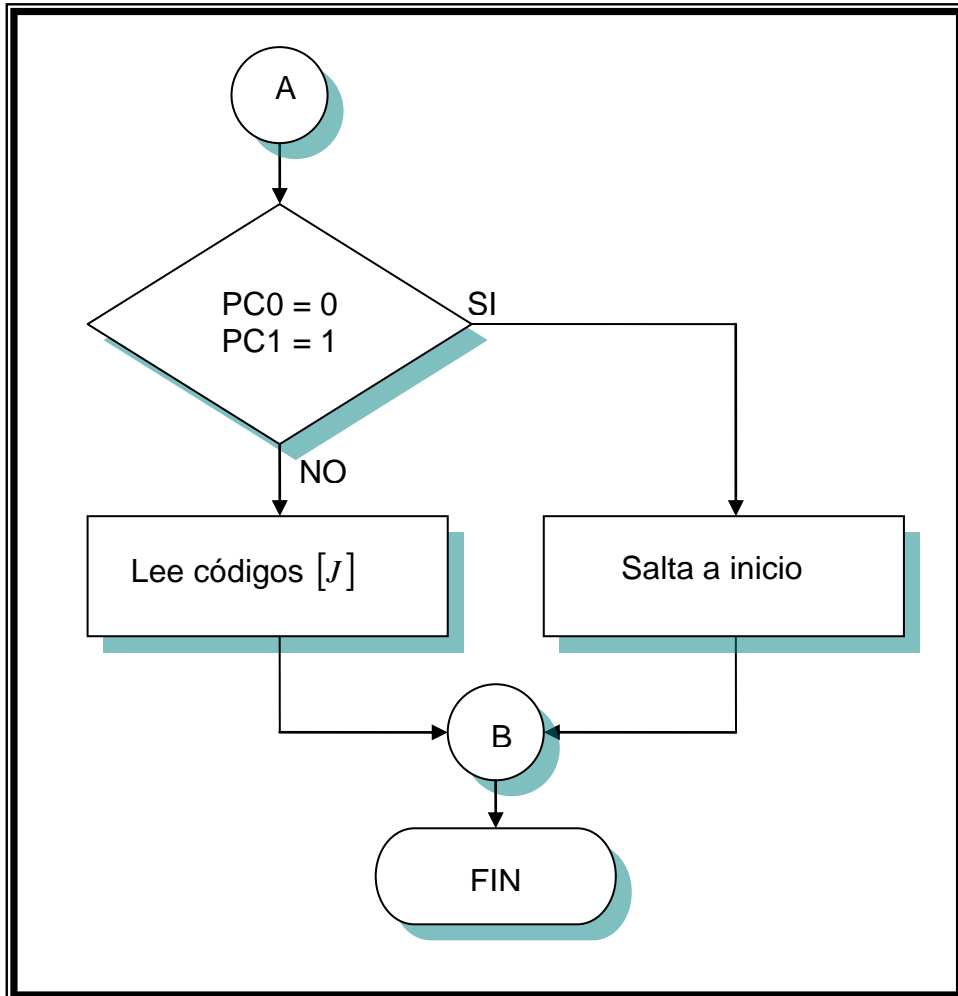 A
PC0 = 0
PC1 = 1
SI
NO
Lee códigos [J]
Salta a inicio
B
FIN